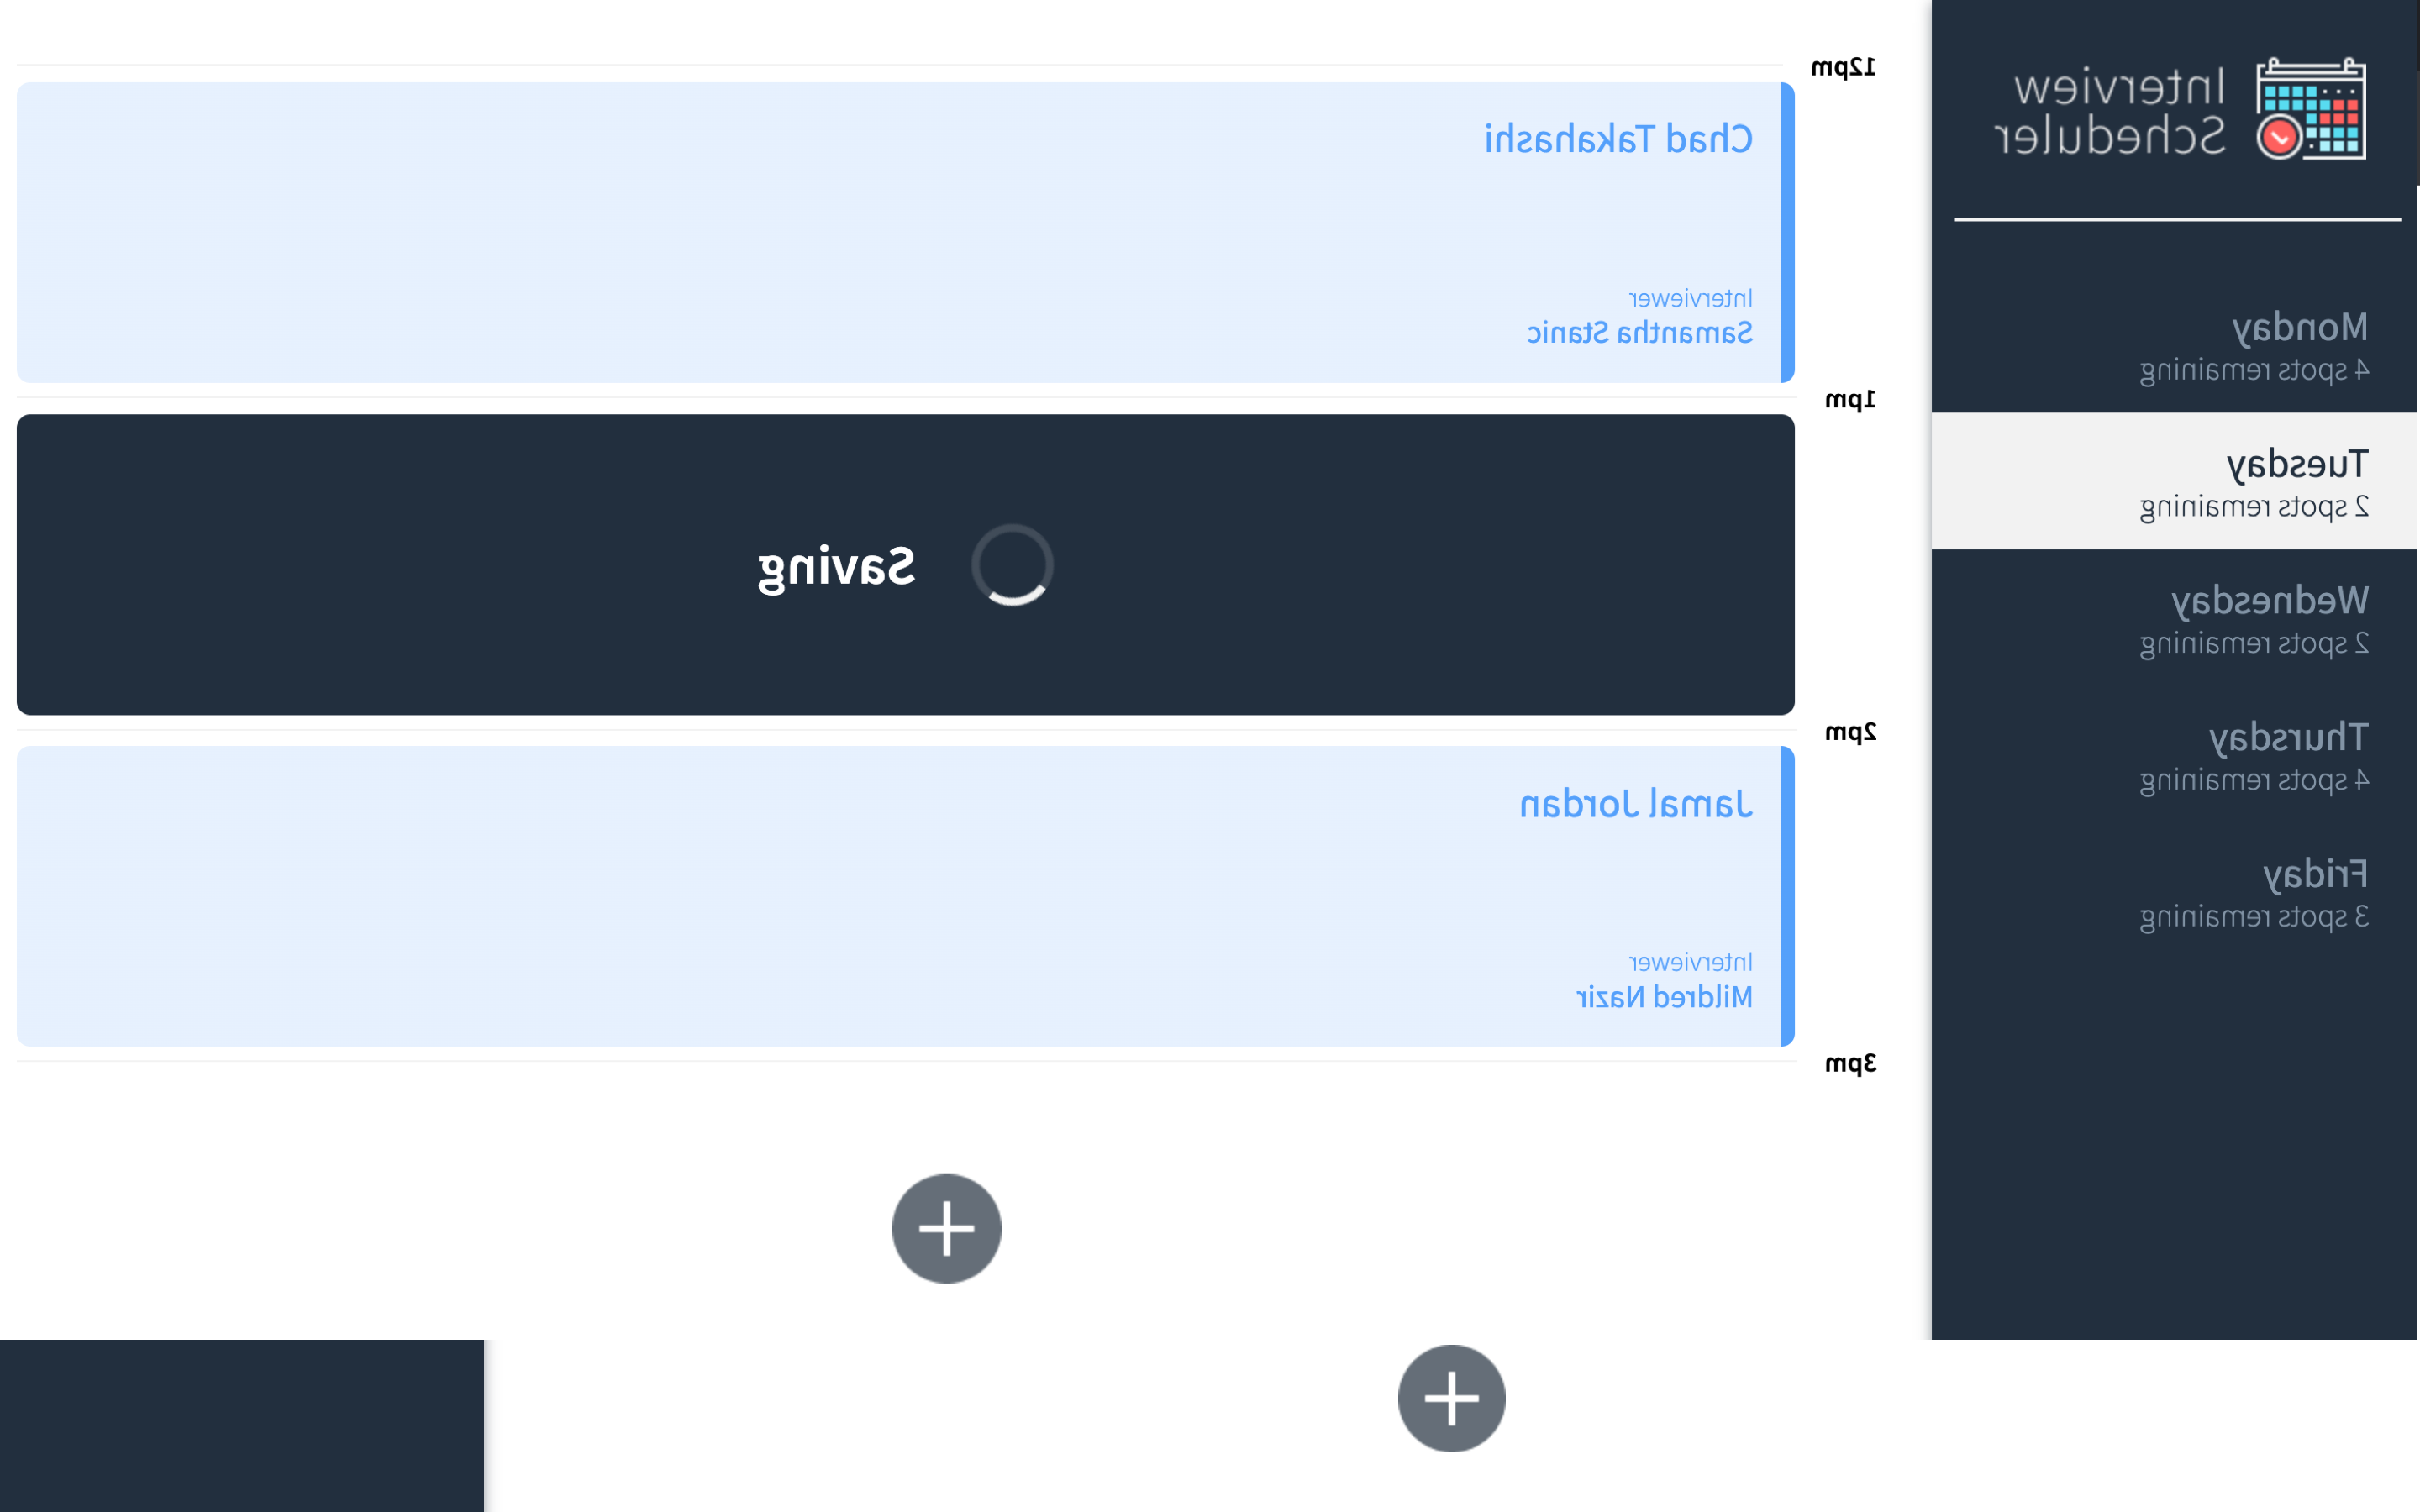 Interview
Scheduler
Monday
4 spots remaining
Tuesday
2 spots remaining
Wednesday
2 spots remaining
Thursday
4 spots remaining
Friday
3 spots remaining
12pm
Chad Takahashi
Interviewer
Samantha Stanic
1pm
Saving
2pm
Jamal Jordan
Interviewer
Mildred Nazir
3pm